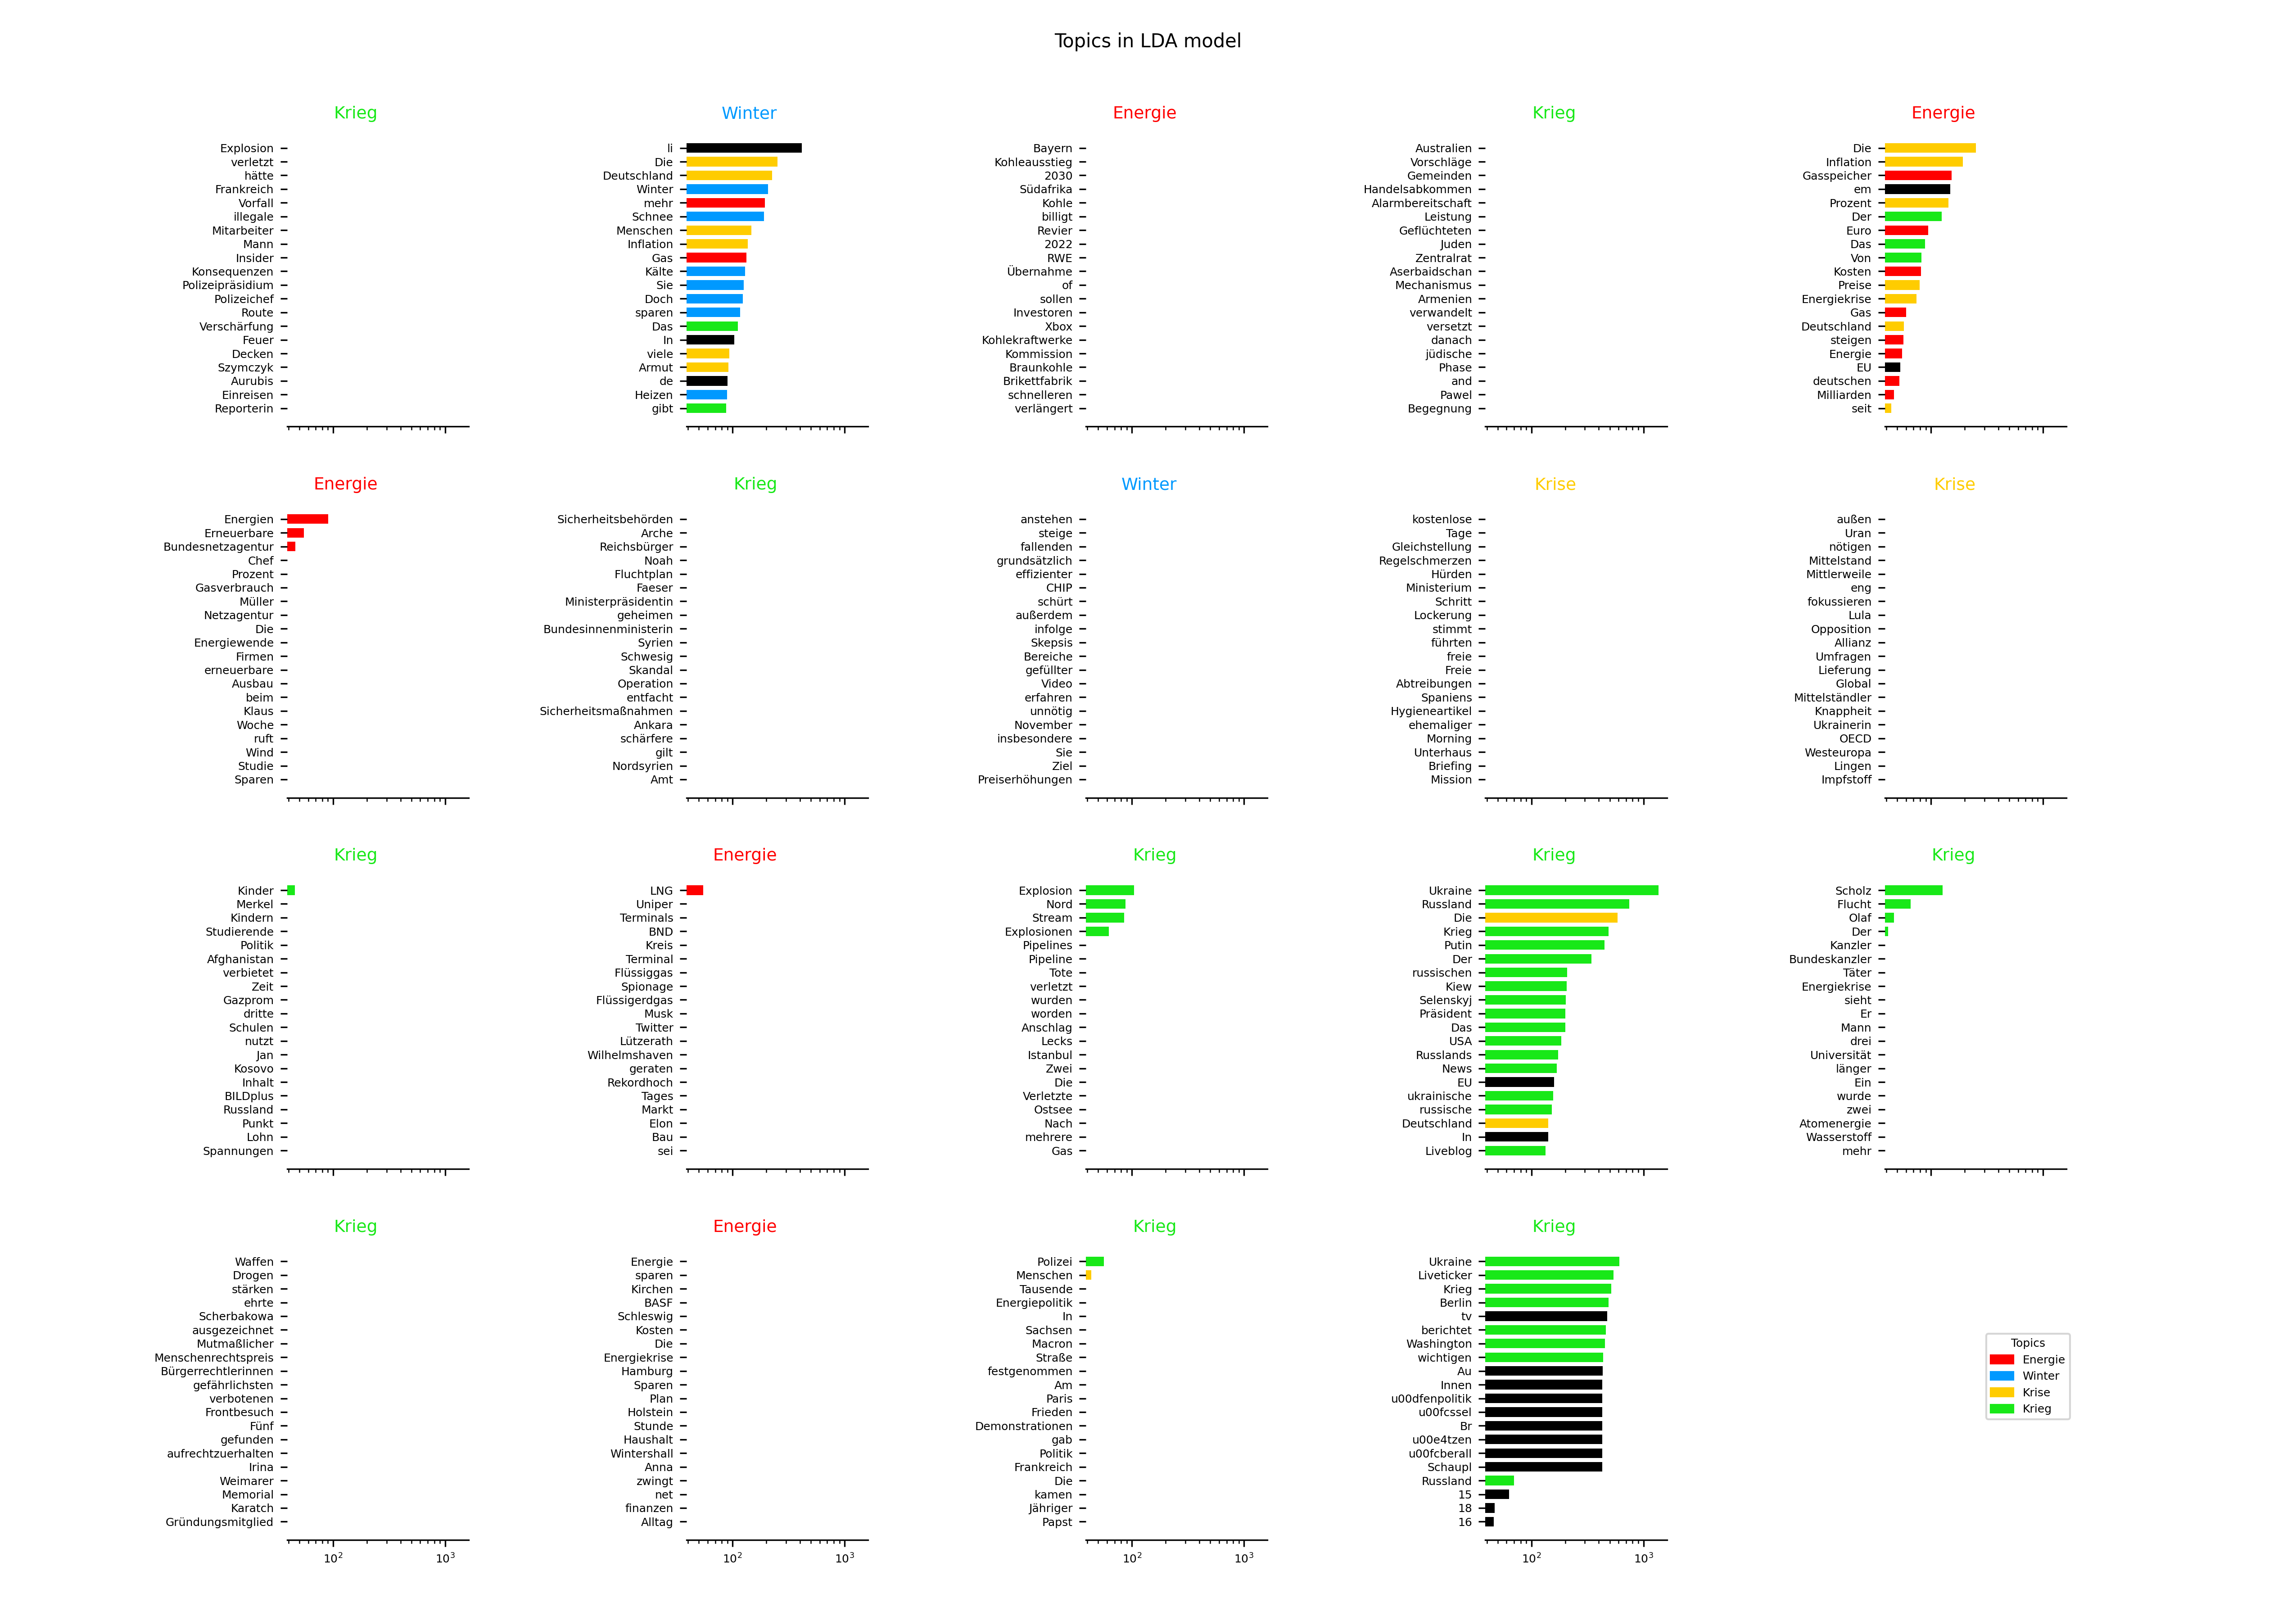 Topics in LDA model
Krieg
Explosion
verletzt
hätte
Frankreich
Vorfall
illegale
Mitarbeiter
Mann
Insider
Konsequenzen
Polizeipräsidium
Polizeichef
Route
Verschärfung
Feuer
Decken
Szymczyk
Aurubis
Einreisen
Reporterin
Winter
li
Die
Deutschland
Winter
mehr
Schnee
Menschen
Inflation
Gas
Kälte
Sie
Doch
sparen
Das
In
viele
Armut
de
Heizen
gibt
Energie
Bayern
Kohleausstieg
2030
Südafrika
Kohle
billigt
Revier
2022
RWE
Übernahme
of
sollen
Investoren
Xbox
Kohlekraftwerke
Kommission
Braunkohle
Brikettfabrik
schnelleren
verlängert
Krieg
Australien
Vorschläge
Gemeinden
Handelsabkommen
Alarmbereitschaft
Leistung
Geflüchteten
Juden
Zentralrat
Aserbaidschan
Mechanismus
Armenien
verwandelt
versetzt
danach
jüdische
Phase
and
Pawel
Begegnung
Energie
Die
Inflation
Gasspeicher
em
Prozent
Der
Euro
Das
Von
Kosten
Preise
Energiekrise
Gas
Deutschland
steigen
Energie
EU
deutschen
Milliarden
seit
Energie
Energien
Erneuerbare
Bundesnetzagentur
Chef
Prozent
Gasverbrauch
Müller
Netzagentur
Die
Energiewende
Firmen
erneuerbare
Ausbau
beim
Klaus
Woche
ruft
Wind
Studie
Sparen
Krieg
Sicherheitsbehörden
Arche
Reichsbürger
Noah
Fluchtplan
Faeser
Ministerpräsidentin
geheimen
Bundesinnenministerin
Syrien
Schwesig
Skandal
Operation
entfacht
Sicherheitsmaßnahmen
Ankara
schärfere
gilt
Nordsyrien
Amt
Winter
anstehen
steige
fallenden
grundsätzlich
effizienter
CHIP
schürt
außerdem
infolge
Skepsis
Bereiche
gefüllter
Video
erfahren
unnötig
November
insbesondere
Sie
Ziel
Preiserhöhungen
Krise
kostenlose
Tage
Gleichstellung
Regelschmerzen
Hürden
Ministerium
Schritt
Lockerung
stimmt
führten
freie
Freie
Abtreibungen
Spaniens
Hygieneartikel
ehemaliger
Morning
Unterhaus
Briefing
Mission
Krise
außen
Uran
nötigen
Mittelstand
Mittlerweile
eng
fokussieren
Lula
Opposition
Allianz
Umfragen
Lieferung
Global
Mittelständler
Knappheit
Ukrainerin
OECD
Westeuropa
Lingen
Impfstoff
Krieg
Kinder
Merkel
Kindern
Studierende
Politik
Afghanistan
verbietet
Zeit
Gazprom
dritte
Schulen
nutzt
Jan
Kosovo
Inhalt
BILDplus
Russland
Punkt
Lohn
Spannungen
Energie
LNG
Uniper
Terminals
BND
Kreis
Terminal
Flüssiggas
Spionage
Flüssigerdgas
Musk
Twitter
Lützerath
Wilhelmshaven
geraten
Rekordhoch
Tages
Markt
Elon
Bau
sei
Krieg
Explosion
Nord
Stream
Explosionen
Pipelines
Pipeline
Tote
verletzt
wurden
worden
Anschlag
Lecks
Istanbul
Zwei
Die
Verletzte
Ostsee
Nach
mehrere
Gas
Krieg
Ukraine
Russland
Die
Krieg
Putin
Der
russischen
Kiew
Selenskyj
Präsident
Das
USA
Russlands
News
EU
ukrainische
russische
Deutschland
In
Liveblog
Krieg
Scholz
Flucht
Olaf
Der
Kanzler
Bundeskanzler
Täter
Energiekrise
sieht
Er
Mann
drei
Universität
länger
Ein
wurde
zwei
Atomenergie
Wasserstoff
mehr
Krieg
Waffen
Drogen
stärken
ehrte
Scherbakowa
ausgezeichnet
Mutmaßlicher
Menschenrechtspreis
Bürgerrechtlerinnen
gefährlichsten
verbotenen
Frontbesuch
Fünf
gefunden
aufrechtzuerhalten
Irina
Weimarer
Memorial
Karatch
Gründungsmitglied
10² 10³
Energie
Energie
sparen
Kirchen
BASF
Schleswig
Kosten
Die
Energiekrise
Hamburg
Sparen
Plan
Holstein
Stunde
Haushalt
Wintershall
Anna
zwingt
net
finanzen
Alltag
10² 10³
Krieg
Polizei
Menschen
Tausende
Energiepolitik
In
Sachsen
Macron
Straße
festgenommen
Am
Paris
Frieden
Demonstrationen
gab
Politik
Frankreich
Die
kamen
Jähriger
Papst
10² 10³
Krieg
Ukraine
Liveticker
Krieg
Berlin
tv
berichtet
Washington
wichtigen
Au
Innen
u00dfenpolitik
u00fcssel
Br
u00e4tzen
u00fcberall
Schaupl
Russland
15
18
16
10² 10³
Topics
Energie
Winter
Krise
Krieg